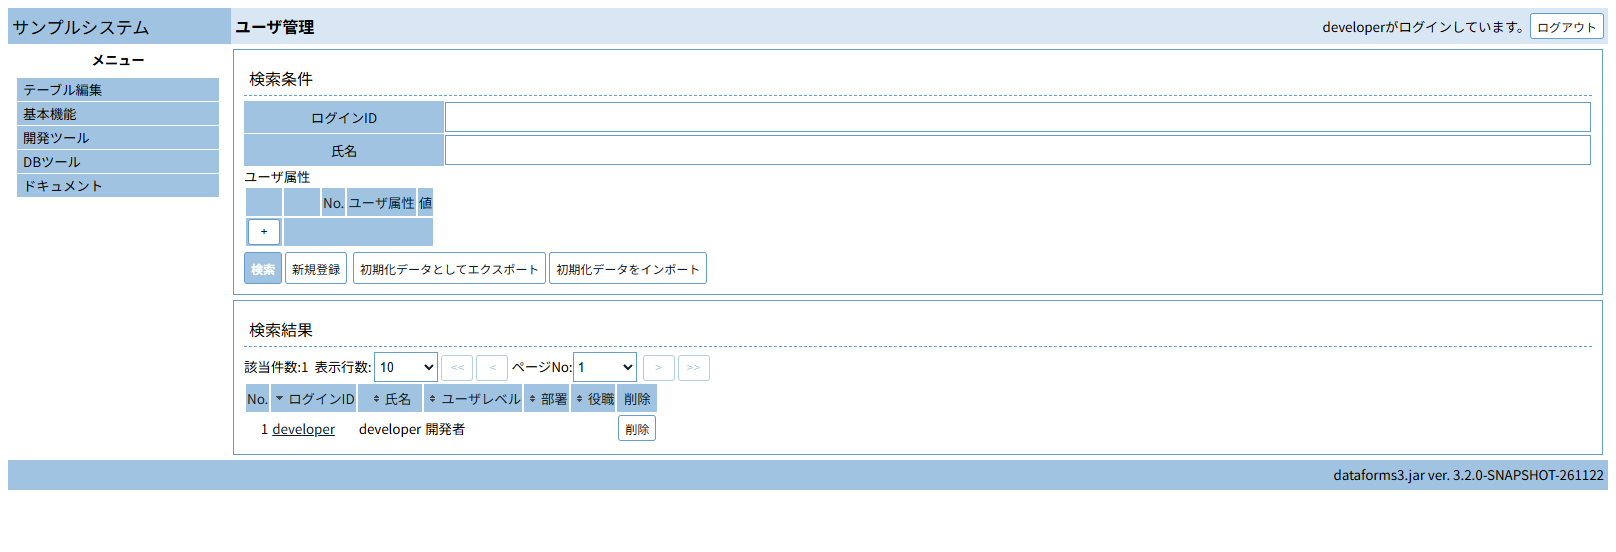 サンプルシステム
ユーザ管理
developerがログインしています。 ログアウト
メニュー
テーブル編集
基本機能
開発ツール
DBツール
ドキュメント
検索条件
ログインID
氏名
ユーザ属性
No. ユーザ属性 値
+
検索 新規登録 初期化データとしてエクスポート 初期化データをインポート
検索結果
該当件数:1 表示行数: 10 << < ページNo: 1 > >>
No. ログインID 氏名 ユーザレベル 部署 役職 削除
1 developer developer 開発者 削除
dataforms3.jar ver. 3.2.0-SNAPSHOT-261122